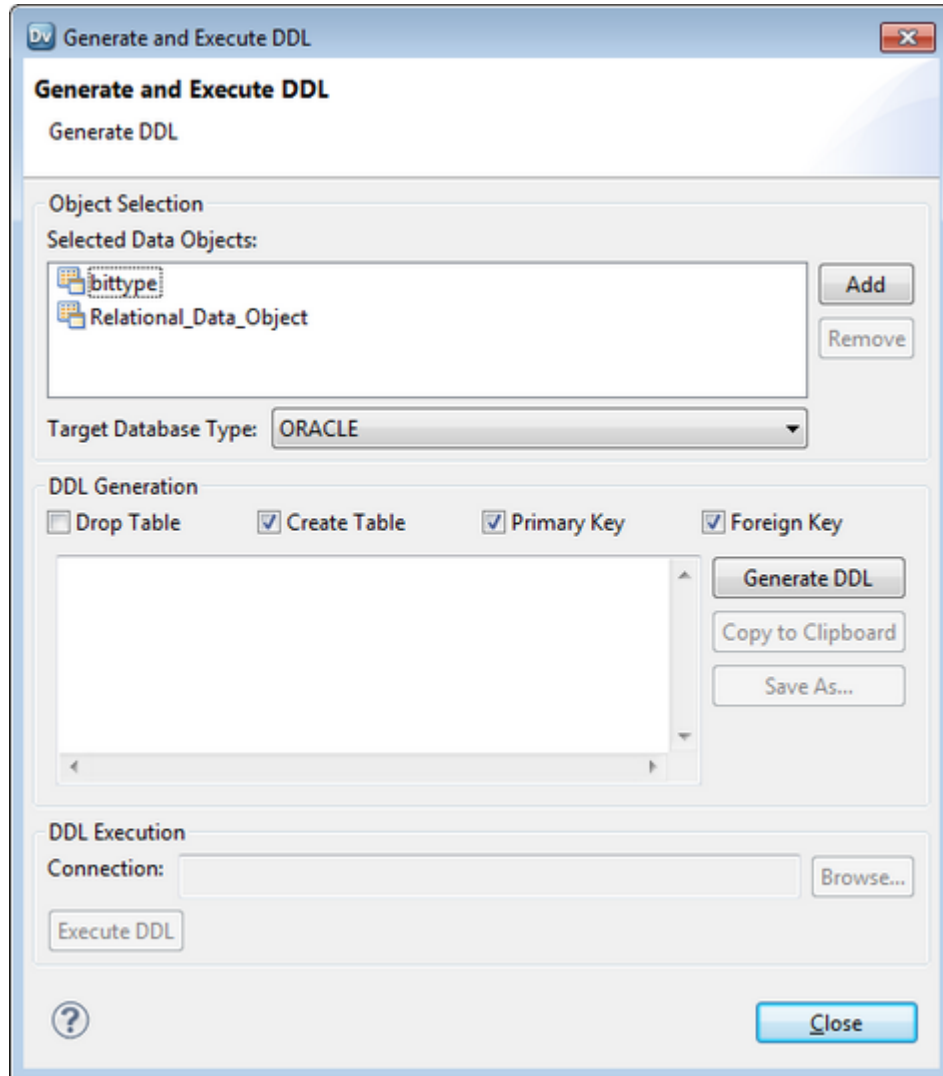 Dv Generate and Execute DDL
Generate and Execute DDL
Generate DDL
Object Selection
Selected Data Objects:
bittype
Add
Relational_Data_Object
Remove
Target Database Type: ORACLE
DDL Generation
Drop Table Create Table Primary Key Foreign Key
Generate DDL
Copy to Clipboard
Save As...
DDL Execution
Connection: Browse...
Execute DDL
? Close